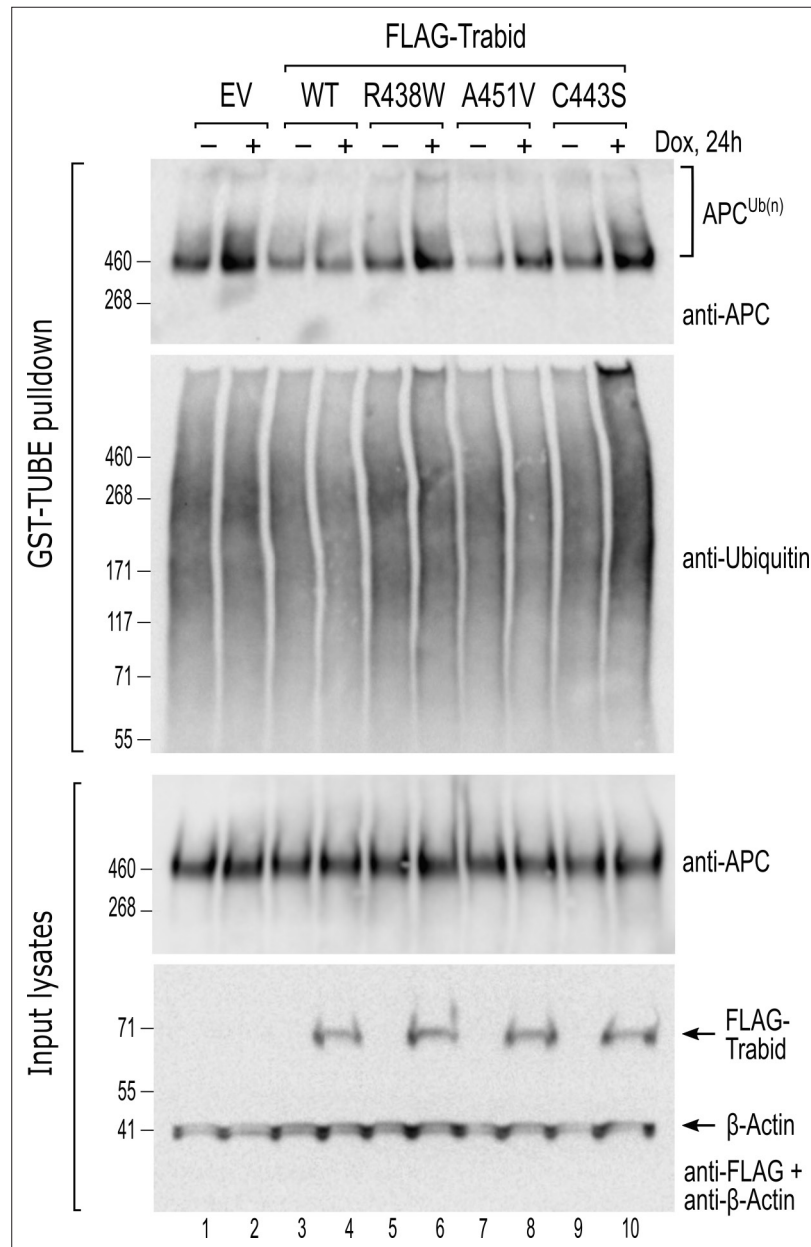 FLAG-Trabid
EV WT R438W A451V C443S
– + – + – + – + – + Dox, 24h
GST-TUBE pulldown
APC^Ub(n)
460
268
anti-APC
460
268
171
117
71
55
anti-Ubiquitin
Input lysates
460
268
anti-APC
71
55
41
FLAG-
Trabid
β-Actin
anti-FLAG +
anti-β-Actin
1 2 3 4 5 6 7 8 9 10